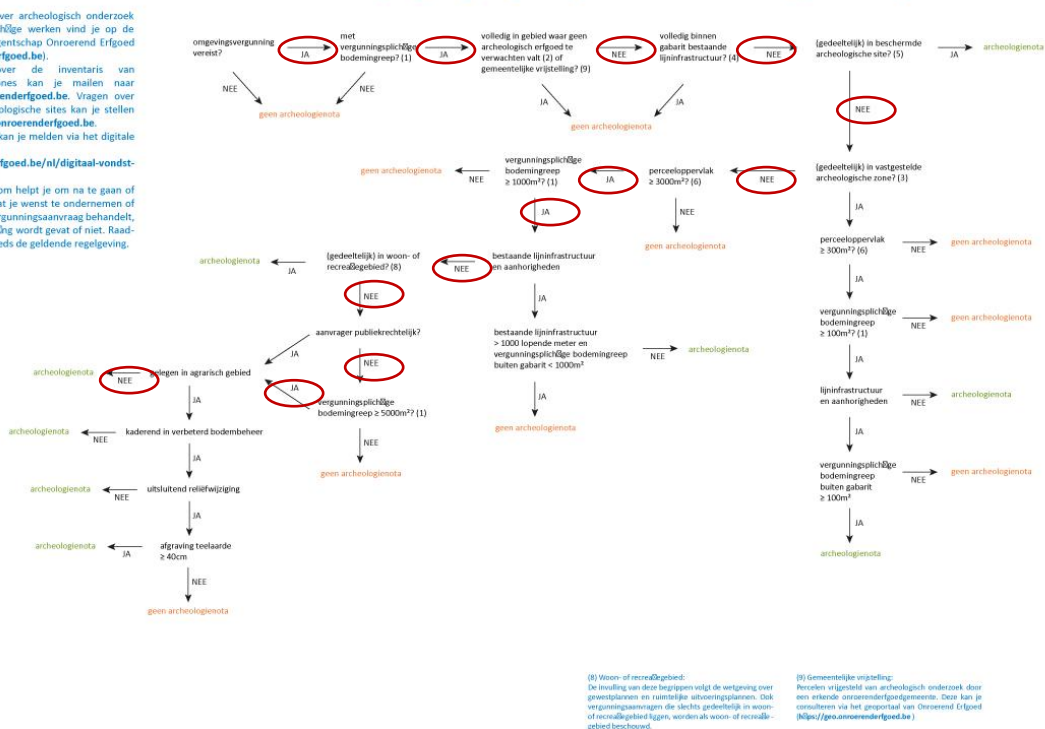 ver archeologisch onderzoek
ge werken vind je op de
gentschap Onroerend Erfgoed
rfgoed.be).
over de inventaris van
ones kan je mailen naar
renderfgoed.be. Vragen over
ologische sites kan je stellen
onroerenderfgoed.be.
kan je melden via het digitale
fgoed.be/nl/digitaal-vondst-
om helpt je om na te gaan of
at je wenst te ondernemen of
rgunningsaanvraag behandelt,
ng wordt gevat of niet. Raad-
eds de geldende regelgeving.
omgevingsvergunning
vereist?
JA
NEE
met
vergunningsplichtige
bodemingreep? (1)
JA
NEE
geen archeologienota
volledig in gebied waar geen
archeologisch erfgoed te
verwachten valt (2) of
gemeentelijke vrijstelling? (9)
NEE
JA
volledig binnen
gabarit bestaande
lijninfrastructuur? (4)
NEE
JA
geen archeologienota
(gedeeltelijk) in beschermde
archeologische site? (5)
JA
archeologienota
NEE
(gedeeltelijk) in vastgestelde
archeologische zone? (3)
NEE
JA
perceeloppervlak
≥ 3000m²? (6)
JA
NEE
geen archeologienota
vergunningsplichtige
bodemingreep
≥ 1000m²? (1)
NEE
geen archeologienota
JA
perceeloppervlak
≥ 300m²? (6)
NEE
geen archeologienota
JA
bestaande lijninfrastructuur
en aanhorigheden
NEE
JA
(gedeeltelijk) in woon- of
recreatiegebied? (8)
JA
archeologienota
NEE
vergunningsplichtige
bodemingreep
≥ 100m²? (1)
NEE
geen archeologienota
JA
aanvrager publiekrechtelijk?
JA
NEE
bestaande lijninfrastructuur
> 1000 lopende meter en
vergunningsplichtige bodemingreep
buiten gabarit < 1000m²
NEE
archeologienota
JA
geen archeologienota
gelegen in agrarisch gebied
NEE
archeologienota
JA
vergunningsplichtige
bodemingreep ≥ 5000m²? (1)
JA
NEE
geen archeologienota
lijninfrastructuur
en aanhorigheden
NEE
archeologienota
JA
kaderend in verbeterd bodembeheer
NEE
archeologienota
JA
vergunningsplichtige
bodemingreep
buiten gabarit
≥ 100m²
NEE
geen archeologienota
JA
archeologienota
uitsluitend reliëfwijziging
NEE
archeologienota
JA
afgraving teelaarde
≥ 40cm
JA
archeologienota
NEE
geen archeologienota
(8) Woon- of recreatiegebied:
De invulling van deze begrippen volgt de wetgeving over
gewestplannen en ruimtelijke uitvoeringsplannen. Ook
vergunningsaanvragen die slechts gedeeltelijk in woon-
of recreatiegebied liggen, worden als woon- of recreatie-
gebied beschouwd.
(9) Gemeentelijke vrijstelling:
Percelen vrijgesteld van archeologisch onderzoek door
een erkende onroerenderfgoedgemeente. Deze kan je
consulteren via het geoportaal van Onroerend Erfgoed
(https://geo.onroerenderfgoed.be)